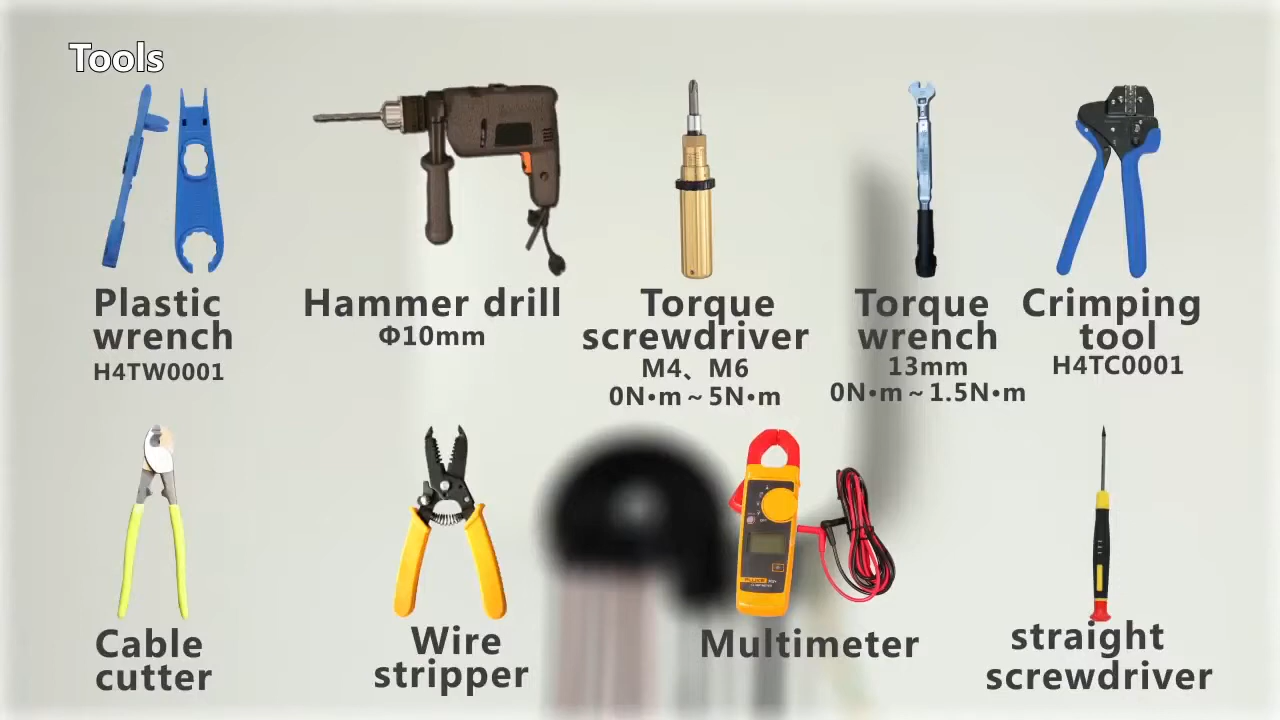 Tools
Plastic
wrench
H4TW0001
Hammer drill
Φ10mm
Torque
screwdriver
M4、M6
0N•m～5N•m
Torque
wrench
13mm
0N•m～1.5N•m
Crimping
tool
H4TC0001
Cable
cutter
Wire
stripper
FLUKE
Multimeter
straight
screwdriver